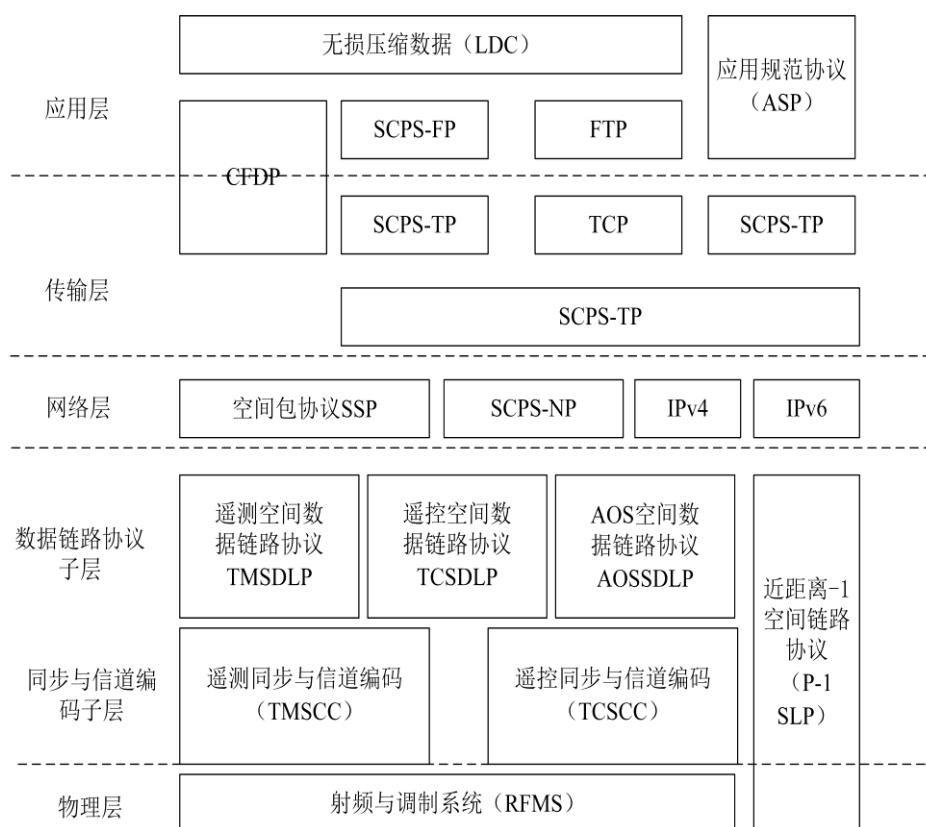 无损压缩数据（LDC）
应用规范协议
（ASP）
应用层
SCPS-FP
FTP
CFDP
SCPS-TP
TCP
SCPS-TP
传输层
SCPS-TP
网络层
空间包协议SSP
SCPS-NP
IPv4
IPv6
数据链路协议
子层
遥测空间数
据链路协议
TMSDLP
遥控空间数
据链路协议
TCSDLP
AOS空间数
据链路协议
AOSSDLP
近距离-1
空间链路
协议
（P-1
SLP）
同步与信道编
码子层
遥测同步与信道编码
（TMSCC）
遥控同步与信道编码
（TCSCC）
物理层
射频与调制系统（RFMS）